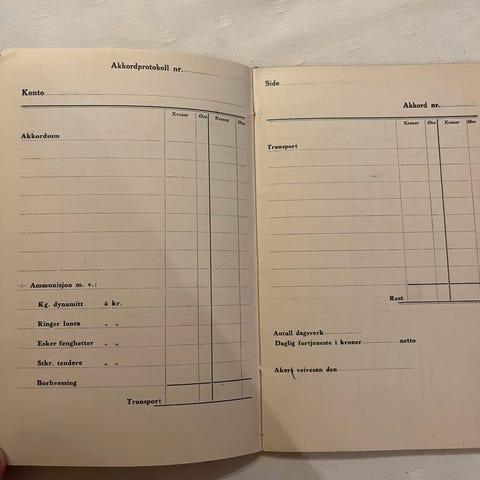 Akkordprotokoll nr.
Konto
Kroner Øre Kroner Øre
Akkordsum
-:- Ammunisjon m. v.:
Kg. dynamitt à kr.
Ringer lunte " "
Esker fenghetter " "
Stkr. tendere " "
Borhvessing
Transport
Side
Akkord nr.
Kroner Øre Kroner Øre
Transport
Rest
Antall dagsverk
Daglig fortjeneste i kroner netto
Akers veivesen den